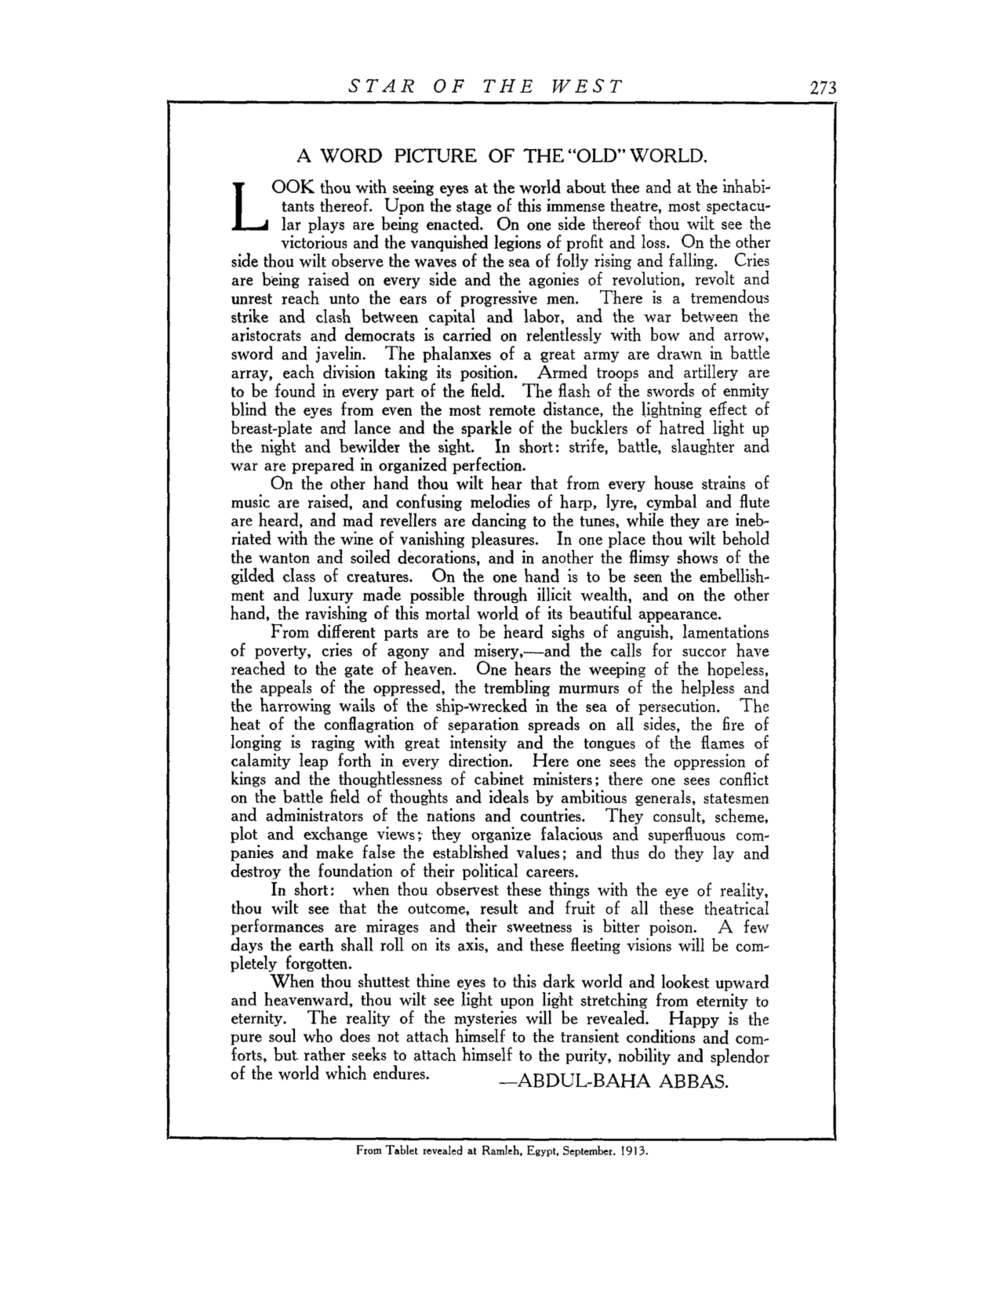 STAR OF THE WEST 273
A WORD PICTURE OF THE "OLD" WORLD.
LOOK thou with seeing eyes at the world about thee and at the inhabi-
tants thereof. Upon the stage of this immense theatre, most spectacu-
lar plays are being enacted. On one side thereof thou wilt see the
victorious and the vanquished legions of profit and loss. On the other
side thou wilt observe the waves of the sea of folly rising and falling. Cries
are being raised on every side and the agonies of revolution, revolt and
unrest reach unto the ears of progressive men. There is a tremendous
strike and clash between capital and labor, and the war between the
aristocrats and democrats is carried on relentlessly with bow and arrow,
sword and javelin. The phalanxes of a great army are drawn in battle
array, each division taking its position. Armed troops and artillery are
to be found in every part of the field. The flash of the swords of enmity
blind the eyes from even the most remote distance, the lightning effect of
breast-plate and lance and the sparkle of the bucklers of hatred light up
the night and bewilder the sight. In short: strife, battle, slaughter and
war are prepared in organized perfection.
On the other hand thou wilt hear that from every house strains of
music are raised, and confusing melodies of harp, lyre, cymbal and flute
are heard, and mad revellers are dancing to the tunes, while they are ineb-
riated with the wine of vanishing pleasures. In one place thou wilt behold
the wanton and soiled decorations, and in another the flimsy shows of the
gilded class of creatures. On the one hand is to be seen the embellish-
ment and luxury made possible through illicit wealth, and on the other
hand, the ravishing of this mortal world of its beautiful appearance.
From different parts are to be heard sighs of anguish, lamentations
of poverty, cries of agony and misery,—and the calls for succor have
reached to the gate of heaven. One hears the weeping of the hopeless,
the appeals of the oppressed, the trembling murmurs of the helpless and
the harrowing wails of the ship-wrecked in the sea of persecution. The
heat of the conflagration of separation spreads on all sides, the fire of
longing is raging with great intensity and the tongues of the flames of
calamity leap forth in every direction. Here one sees the oppression of
kings and the thoughtlessness of cabinet ministers; there one sees conflict
on the battle field of thoughts and ideals by ambitious generals, statesmen
and administrators of the nations and countries. They consult, scheme,
plot and exchange views; they organize falacious and superfluous com-
panies and make false the established values; and thus do they lay and
destroy the foundation of their political careers.
In short: when thou observest these things with the eye of reality,
thou wilt see that the outcome, result and fruit of all these theatrical
performances are mirages and their sweetness is bitter poison. A few
days the earth shall roll on its axis, and these fleeting visions will be com-
pletely forgotten.
When thou shuttest thine eyes to this dark world and lookest upward
and heavenward, thou wilt see light upon light stretching from eternity to
eternity. The reality of the mysteries will be revealed. Happy is the
pure soul who does not attach himself to the transient conditions and com-
forts, but rather seeks to attach himself to the purity, nobility and splendor
of the world which endures. —ABDUL-BAHA ABBAS.
From Tablet revealed at Ramleh, Egypt, September. 1913.